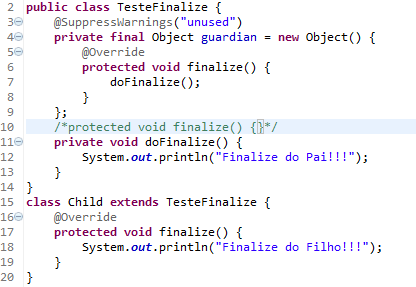 2 public class TesteFinalize {
3 @SuppressWarnings("unused")
4 private final Object guardian = new Object() {
5 @Override
6 protected void finalize() {
7 doFinalize();
8 }
9 };
10 /*protected void finalize() {}*/
11 private void doFinalize() {
12 System.out.println("Finalize do Pai!!!");
13 }
14 }
15 class Child extends TesteFinalize {
16 @Override
17 protected void finalize() {
18 System.out.println("Finalize do Filho!!!");
19 }
20 }